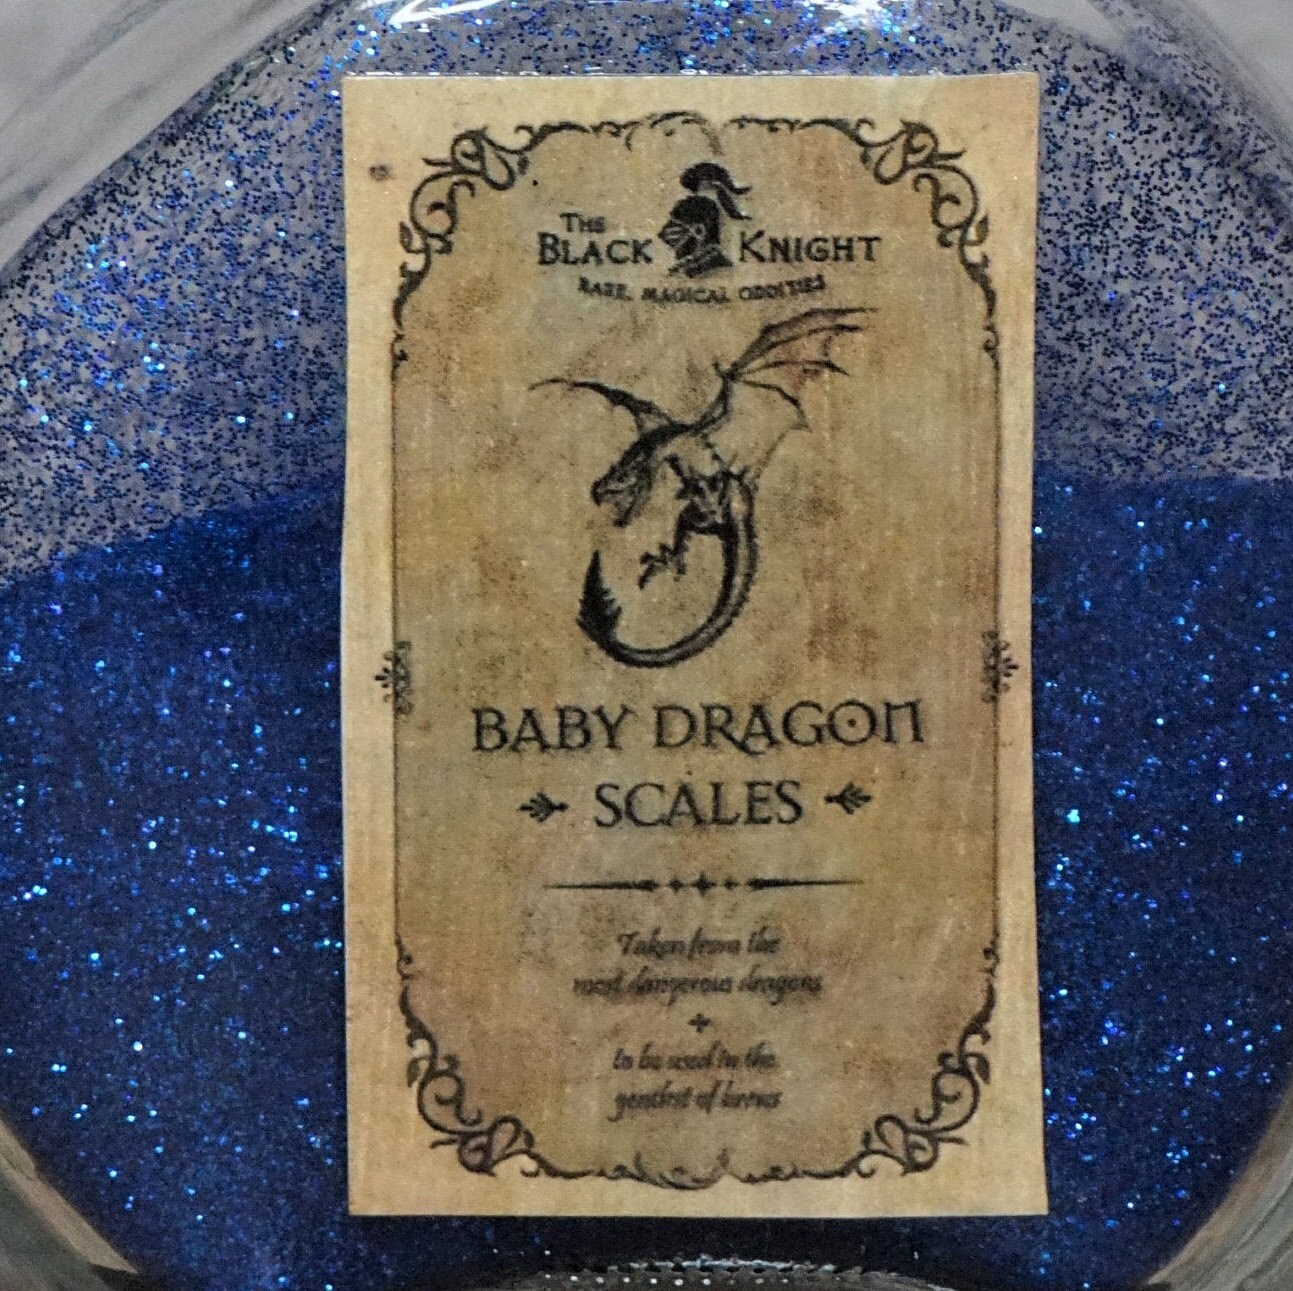 THE
BLACK KNIGHT
RARE, MAGICAL ODDITIES
BABY DRAGON
SCALES
Taken from the
most dangerous dragons
to be used in the
gentlest of brews